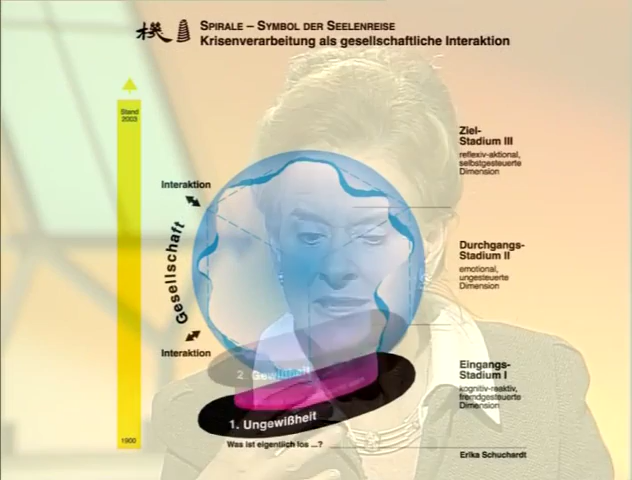 機 SPIRALE – SYMBOL DER SEELENREISE
Krisenverarbeitung als gesellschaftliche Interaktion
Stand
2003
Ziel-
Stadium III
reflexiv-aktional,
selbstgesteuerte
Dimension
Interaktion
Gesellschaft
Durchgangs-
Stadium II
emotional,
ungesteuerte
Dimension
Interaktion
Eingangs-
Stadium I
kognitiv-reaktiv,
fremdgesteuerte
Dimension
2. Gewißheit
1. Ungewißheit
Was ist eigentlich los ...?
1900
Erika Schuchardt